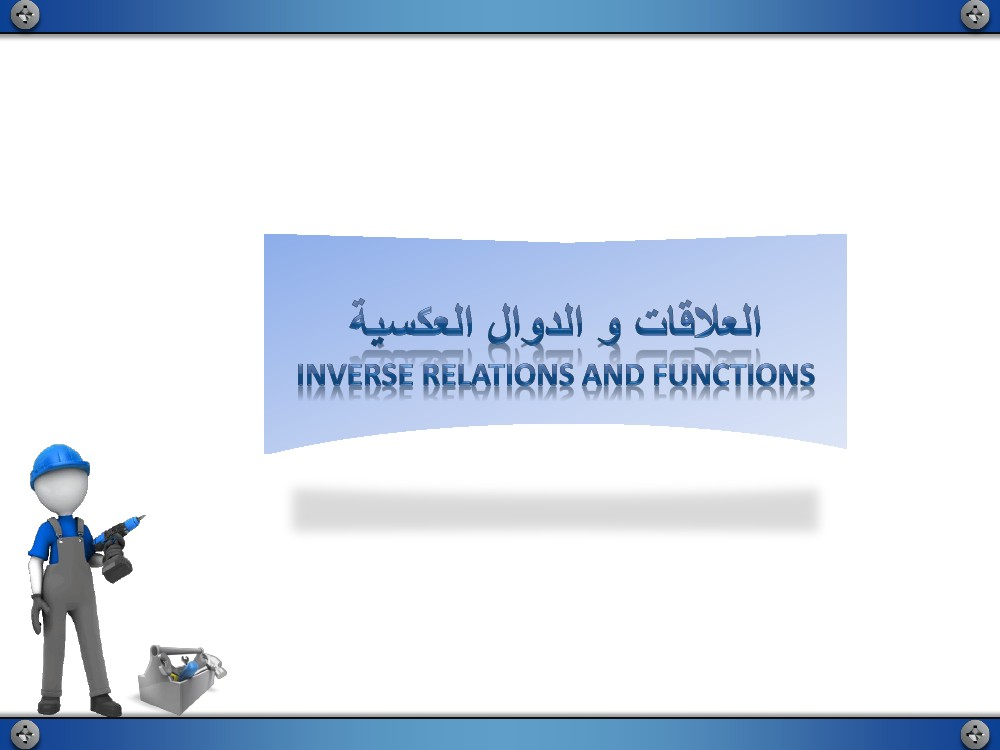 العلاقات و الدوال العكسية
INVERSE RELATIONS AND FUNCTIONS